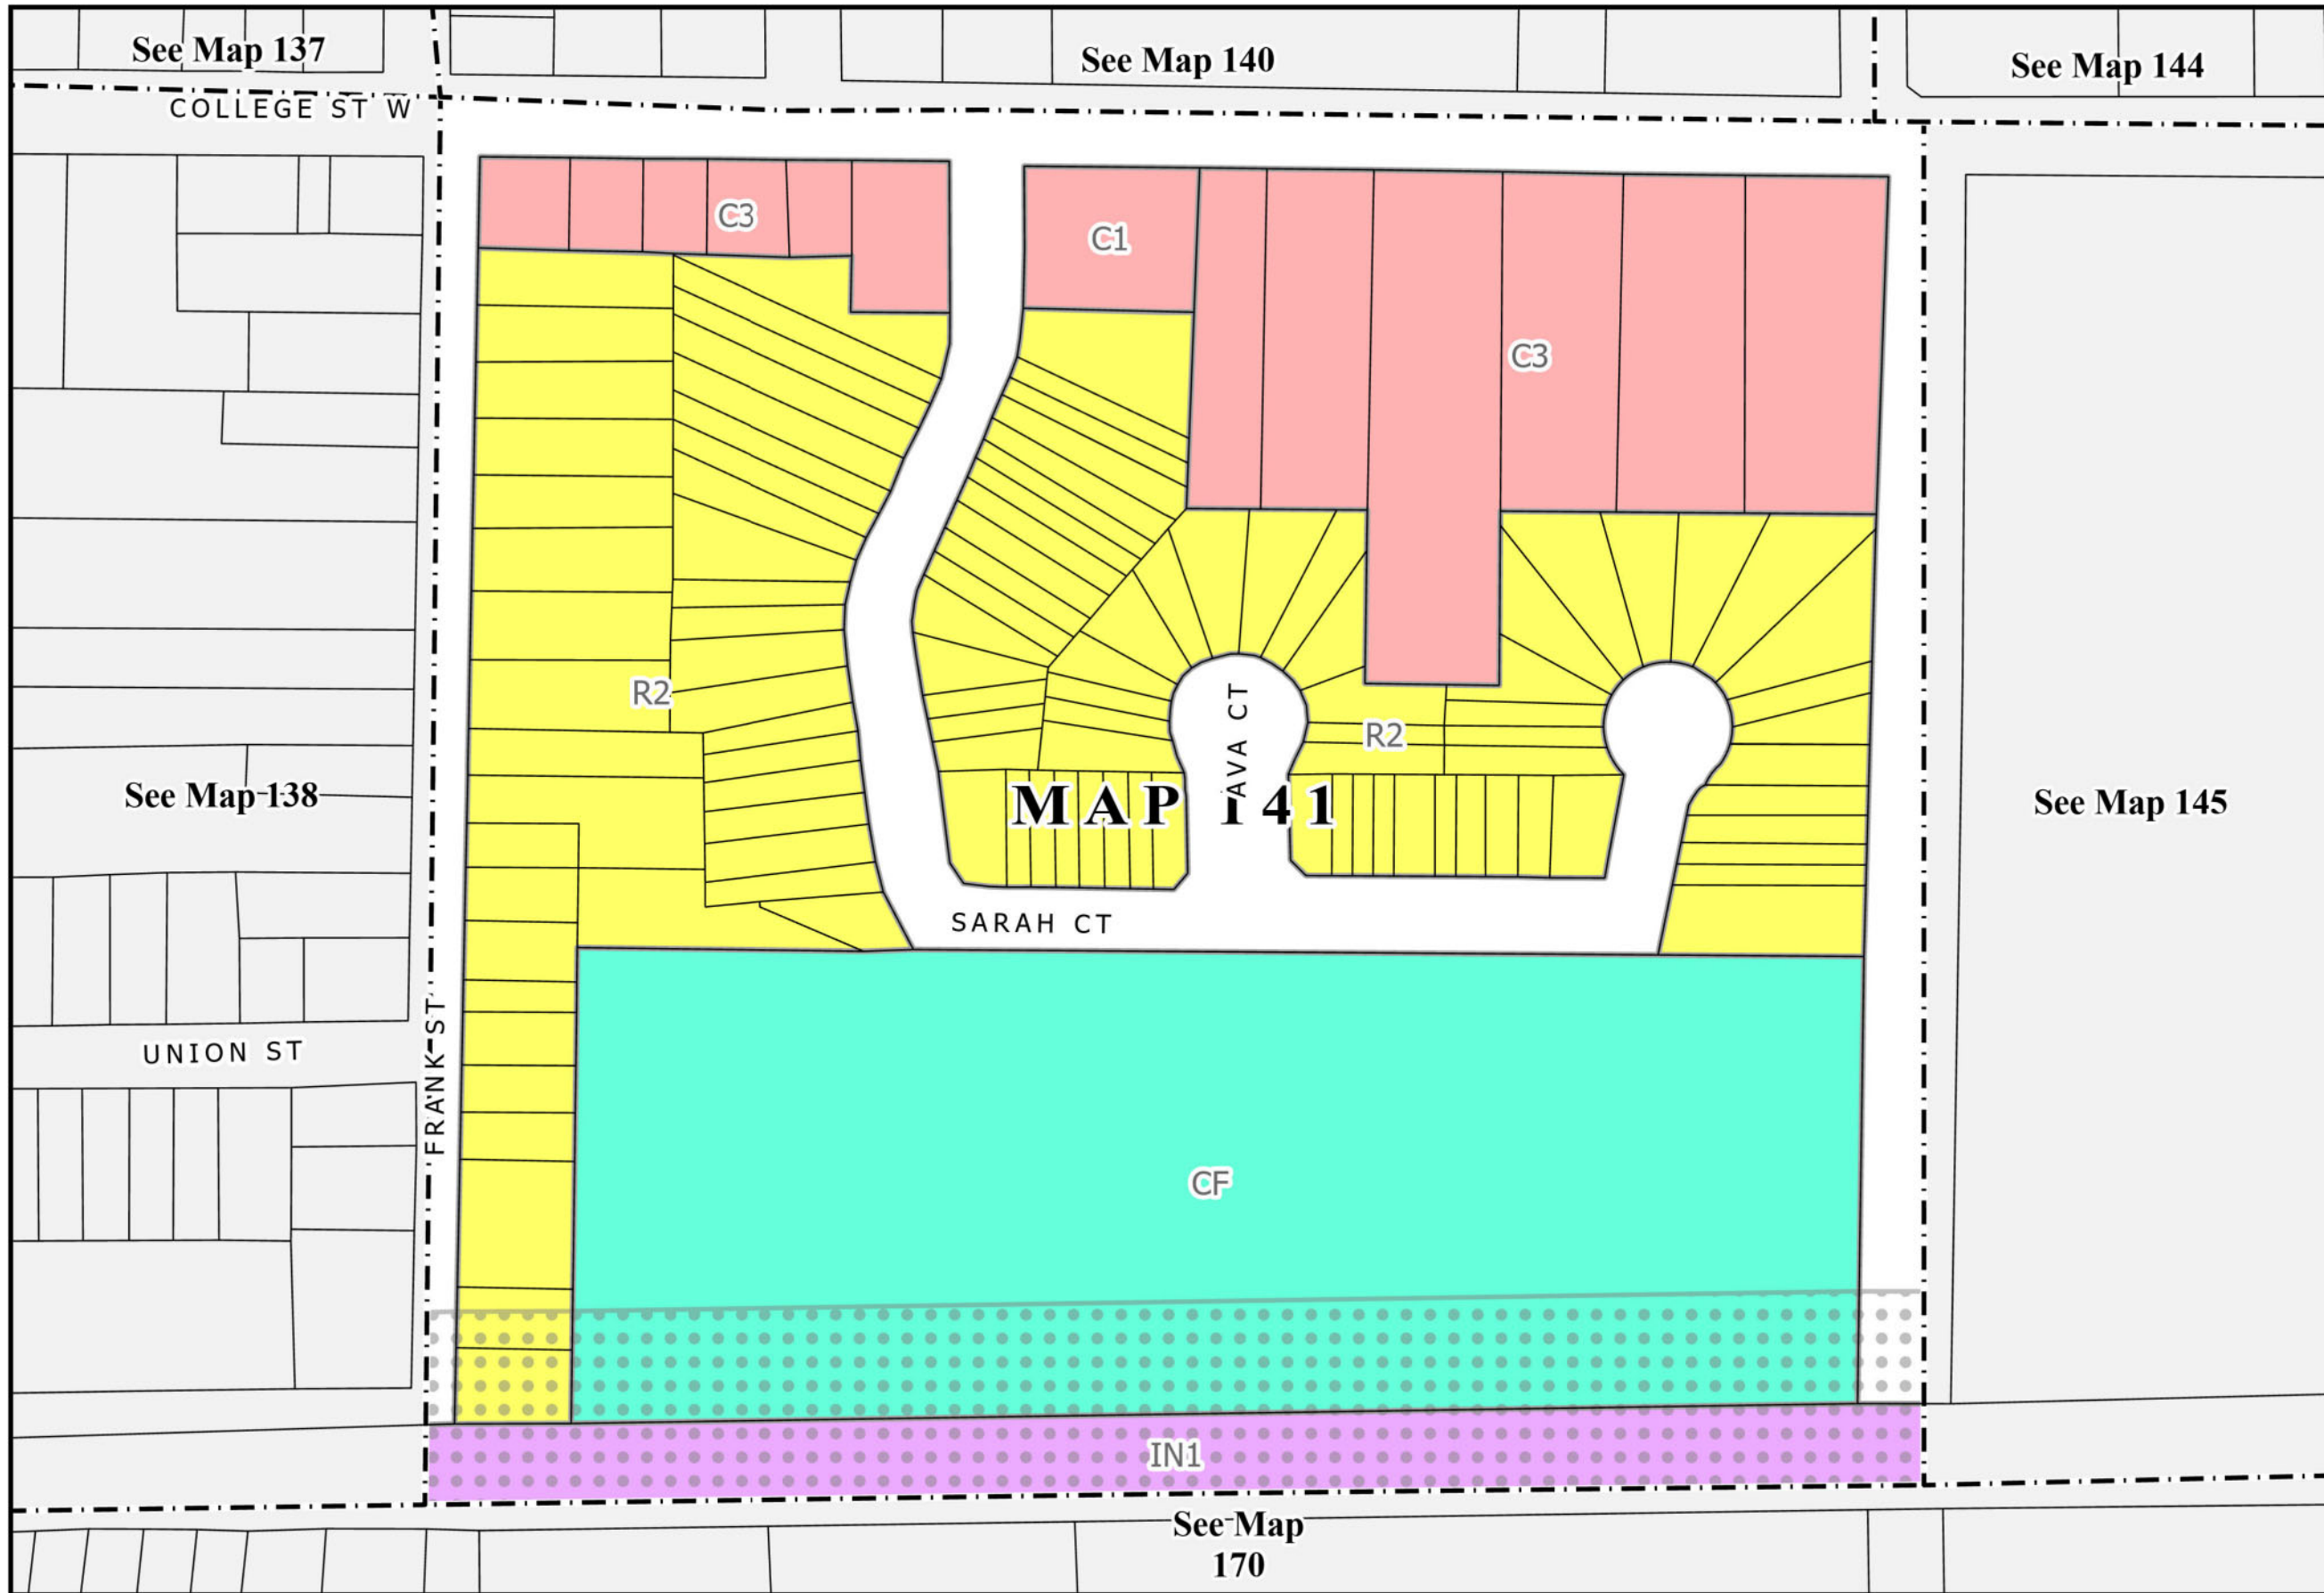 See Map 137
See Map 140
See Map 144
COLLEGE ST W
C3
C1
C3
R2
R2
AVA CT
See Map 138
MAP 141
See Map 145
SARAH CT
FRANK ST
UNION ST
CF
IN1
See Map
170